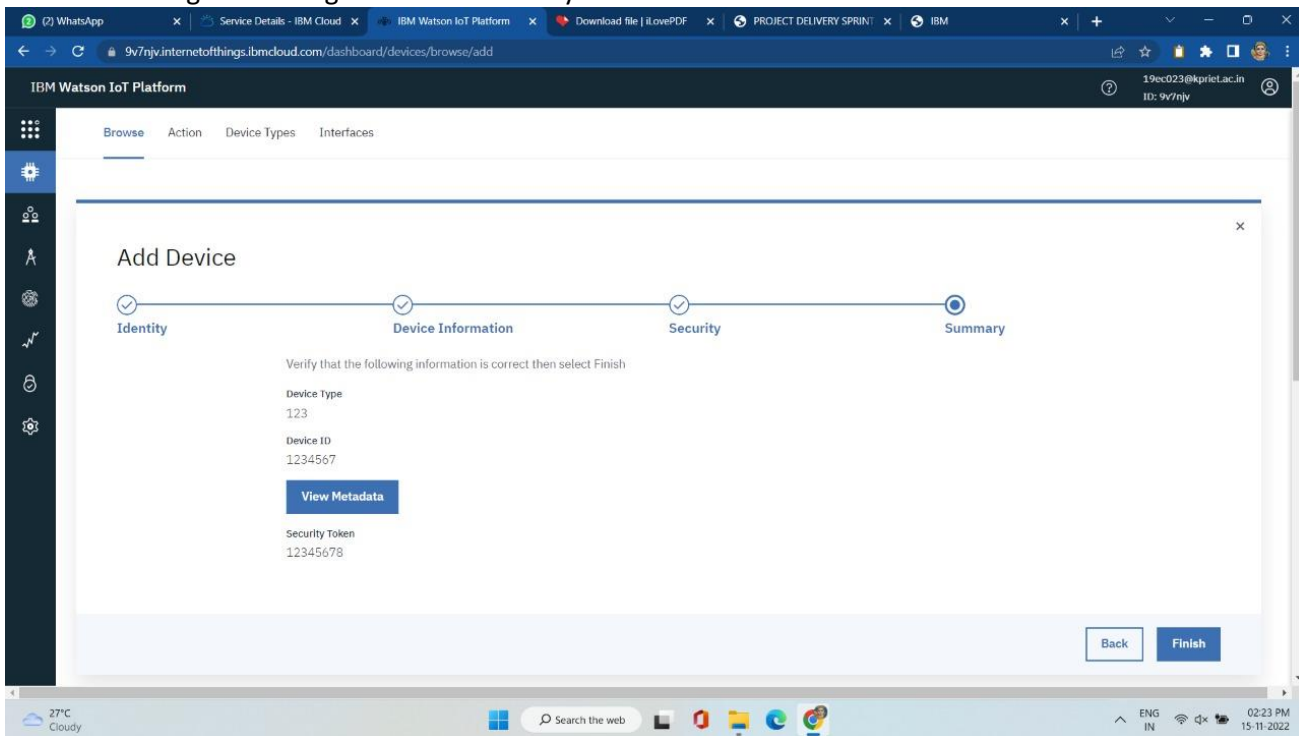 (2) WhatsApp
Service Details - IBM Cloud
IBM Watson IoT Platform
Download file | iLovePDF
PROJECT DELIVERY SPRINT
IBM
9v7njv.internetofthings.ibmcloud.com/dashboard/devices/browse/add
IBM Watson IoT Platform
19ec023@kpriet.ac.in
ID: 9v7njv
Browse Action Device Types Interfaces
Add Device
Identity Device Information Security Summary
Verify that the following information is correct then select Finish
Device Type
123
Device ID
1234567
View Metadata
Security Token
12345678
Back Finish
27°C
Cloudy
Search the web
ENG
IN
02:23 PM
15-11-2022